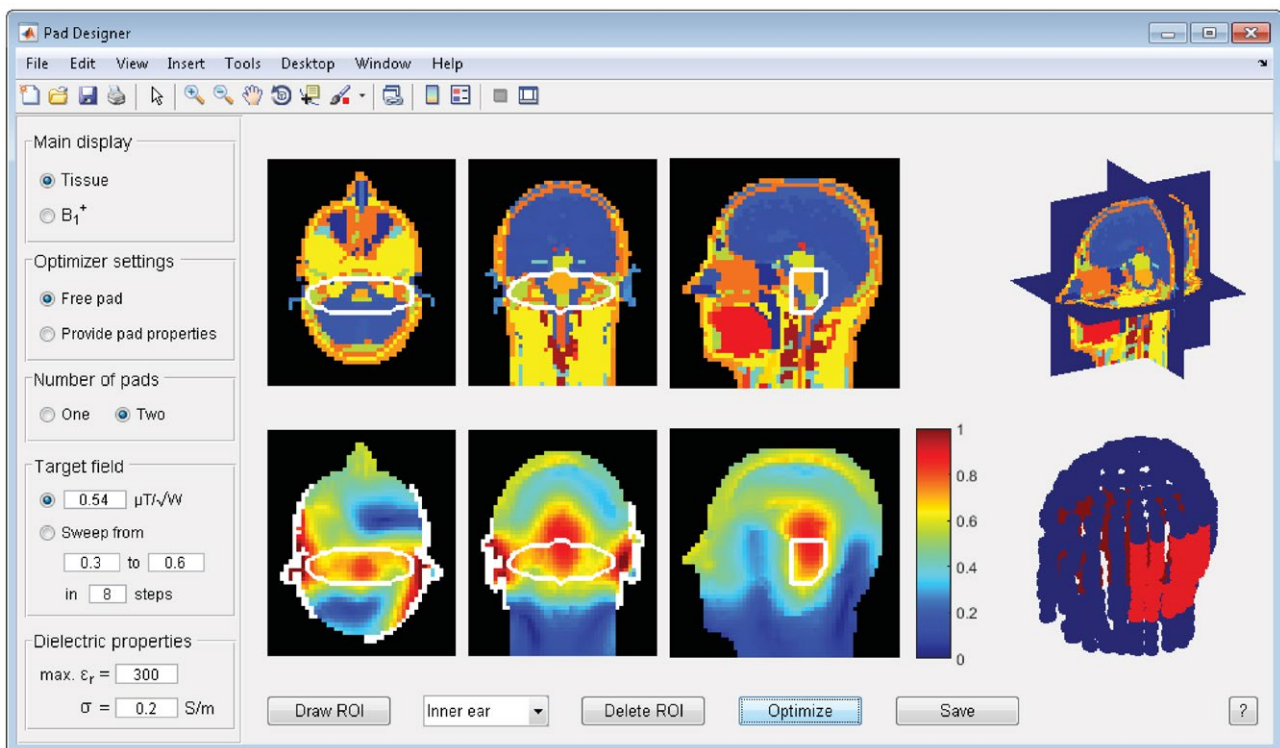 Pad Designer
File Edit View Insert Tools Desktop Window Help
Main display
Tissue
B₁⁺
Optimizer settings
Free pad
Provide pad properties
Number of pads
One Two
Target field
0.54 µT/√W
Sweep from
0.3 to 0.6
in 8 steps
Dielectric properties
max. εr = 300
σ = 0.2 S/m
1
0.8
0.6
0.4
0.2
0
Draw ROI Inner ear Delete ROI Optimize Save ?